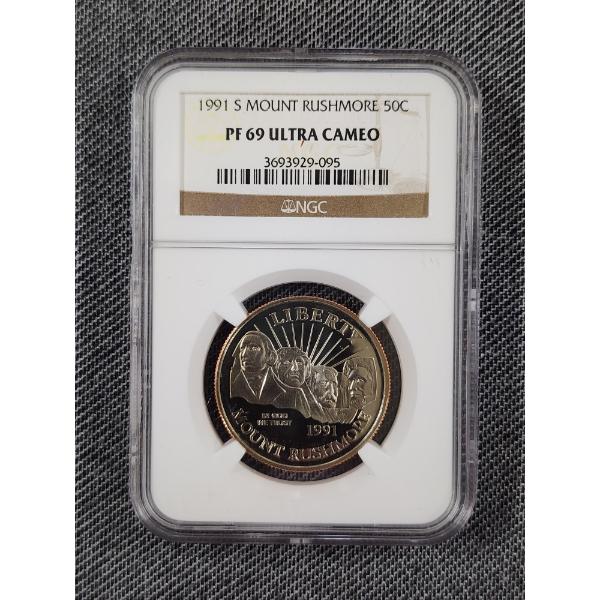 1991 S MOUNT RUSHMORE 50C
PF 69 ULTRA CAMEO
3693929-095
NGC
LIBERTY
IN GOD
WE TRUST
1991
MOUNT RUSHMORE